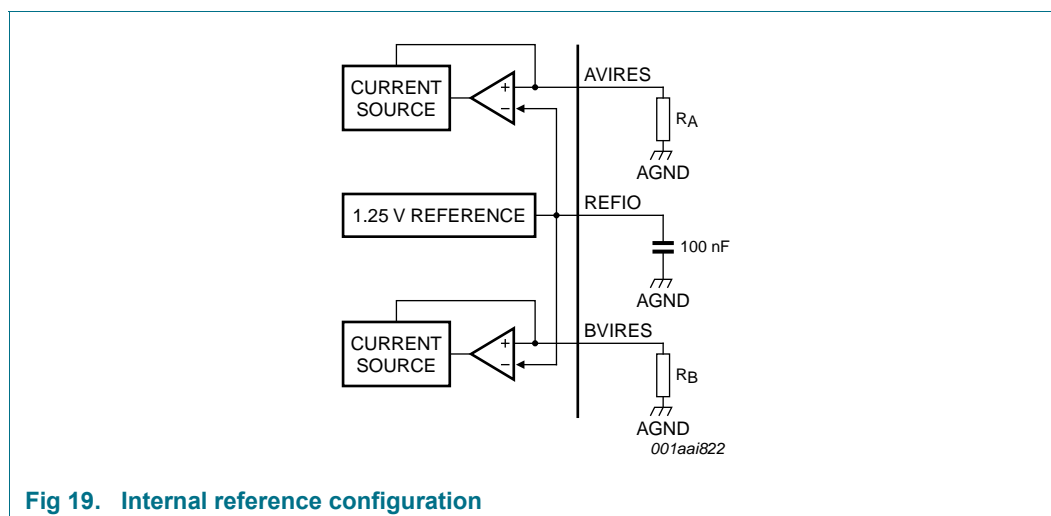 CURRENT
SOURCE
+
−
AVIRES
RA
AGND
1.25 V REFERENCE
REFIO
100 nF
AGND
CURRENT
SOURCE
+
−
BVIRES
RB
AGND
001aai822
Fig 19. Internal reference configuration